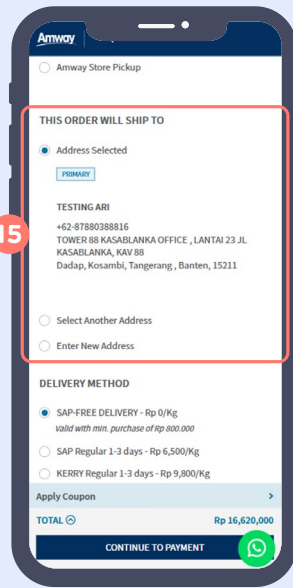 Amway
Amway Store Pickup
THIS ORDER WILL SHIP TO
Address Selected
PRIMARY
TESTING ARI
+62-87880388816
TOWER 88 KASABLANKA OFFICE , LANTAI 23 JL
KASABLANKA, KAV 88
Dadap, Kosambi, Tangerang , Banten, 15211
15
Select Another Address
Enter New Address
DELIVERY METHOD
SAP-FREE DELIVERY - Rp 0/Kg
Valid with min. purchase of Rp 800.000
SAP Regular 1-3 days - Rp 6,500/Kg
KERRY Regular 1-3 days - Rp 9,800/Kg
Apply Coupon
TOTAL Rp 16,620,000
CONTINUE TO PAYMENT